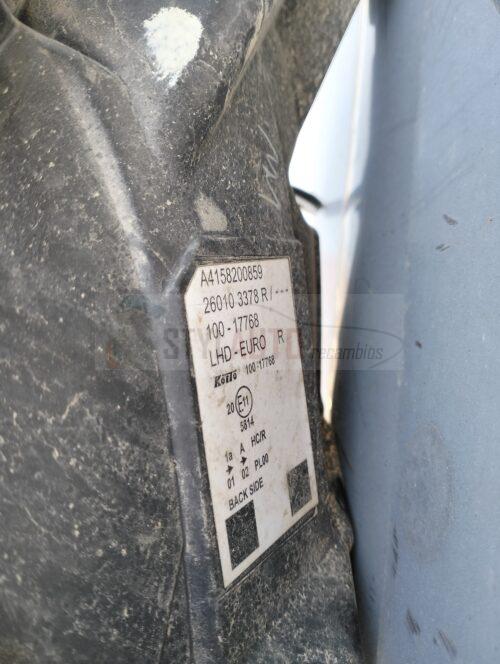 A4158200859
26010 3378 R / ---
100-17768
LHD-EURO R
KOITO 100-17768
20 E11
5814
1a A HC/R
01 02 PL00
BACK SIDE
recambios